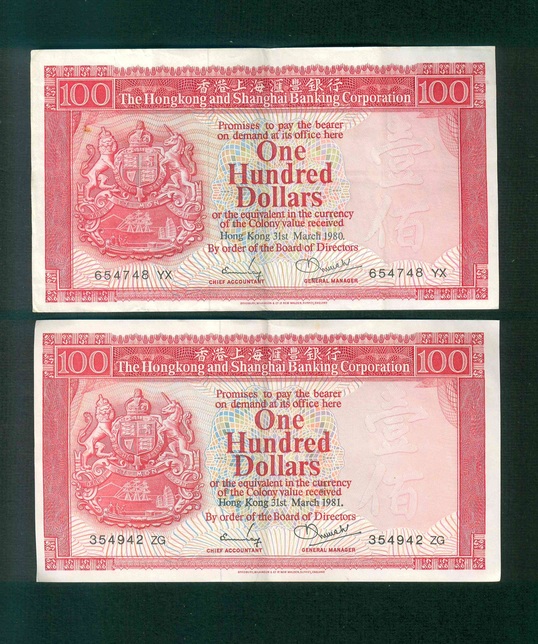 香港上海滙豐銀行
100 The Hongkong and Shanghai Banking Corporation 100
Promises to pay the bearer
on demand at its office here
One
Hundred
Dollars
or the equivalent in the currency
of the Colony value received
Hong Kong 31st March 1980.
By order of the Board of Directors
654748 YX 654748 YX
CHIEF ACCOUNTANT GENERAL MANAGER
壹佰
香港上海滙豐銀行
100 The Hongkong and Shanghai Banking Corporation 100
Promises to pay the bearer
on demand at its office here
One
Hundred
Dollars
or the equivalent in the currency
of the Colony value received
Hong Kong 31st March 1981.
By order of the Board of Directors
354942 ZG 354942 ZG
CHIEF ACCOUNTANT GENERAL MANAGER
壹佰